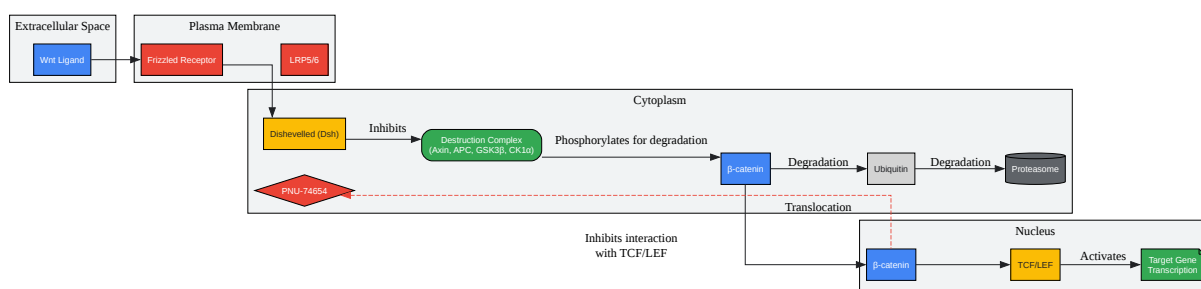 Extracellular Space
Plasma Membrane
Wnt Ligand
Frizzled Receptor
LRP5/6
Cytoplasm
Dishevelled (Dsh)
Inhibits
Destruction Complex
(Axin, APC, GSK3β, CK1α)
Phosphorylates for degradation
β-catenin
Degradation
Ubiquitin
Degradation
Proteasome
PNU-74654
Translocation
Inhibits interaction
with TCF/LEF
Nucleus
β-catenin
TCF/LEF
Activates
Target Gene
Transcription